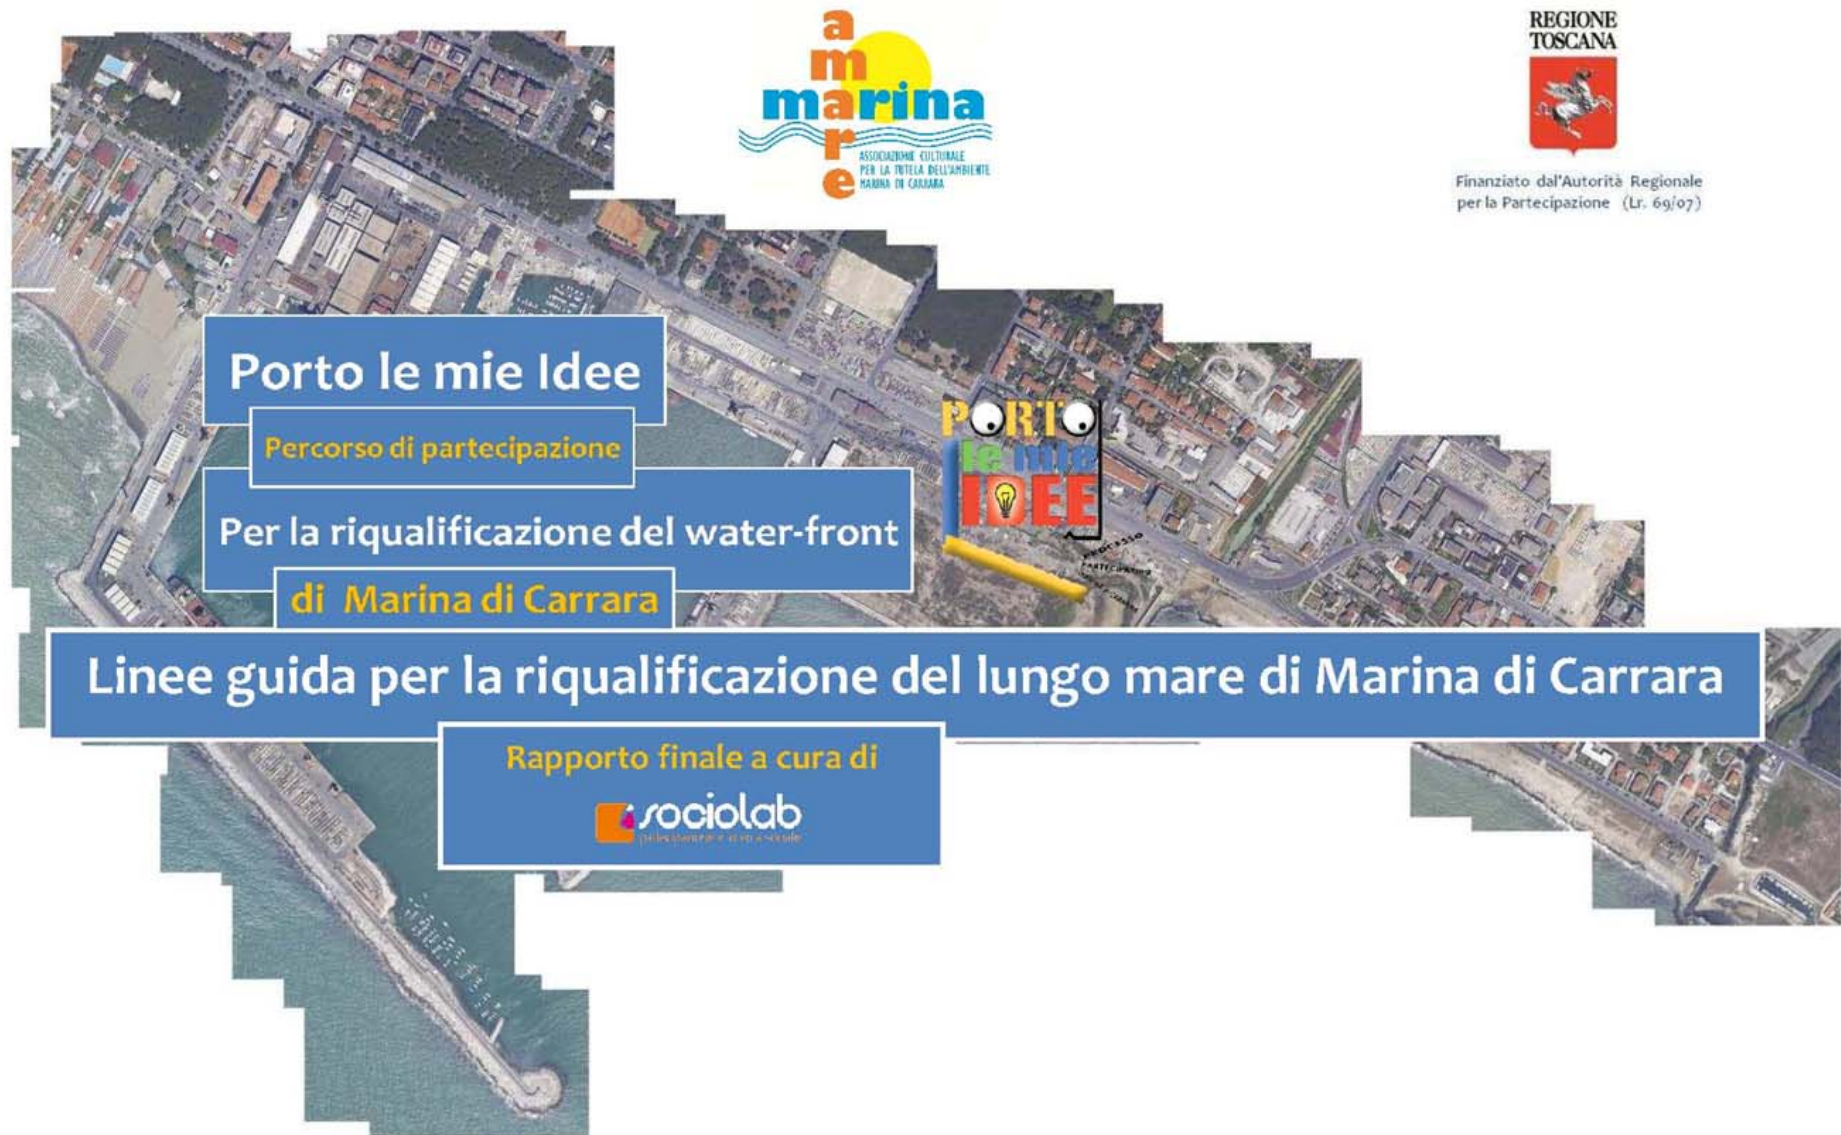 a
m
marina
r
e
ASSOCIAZIONE CULTURALE
PER LA TUTELA DELL'AMBIENTE
MARINA DI CARRARA
REGIONE
TOSCANA
Finanziato dal'Autorità Regionale
per la Partecipazione (Lr. 69/07)
Porto le mie Idee
Percorso di partecipazione
Per la riqualificazione del water-front
di Marina di Carrara
PORTO
le mie
IDEE
PROCESSO
PARTECIPATIVO
Linee guida per la riqualificazione del lungo mare di Marina di Carrara
Rapporto finale a cura di
sociolab